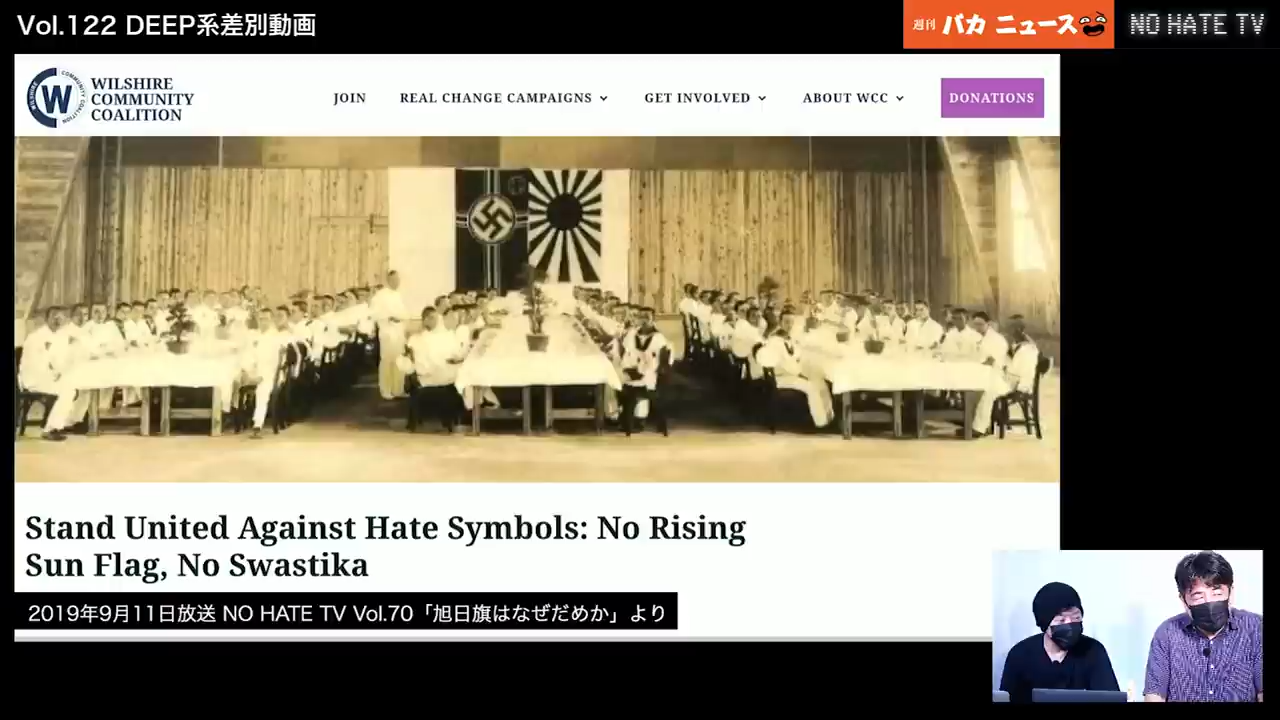 Vol.122 DEEP系差別動画
週刊 バカ ニュース
NO HATE TV
WILSHIRE
COMMUNITY
COALITION
JOIN
REAL CHANGE CAMPAIGNS
GET INVOLVED
ABOUT WCC
DONATIONS
Stand United Against Hate Symbols: No Rising
Sun Flag, No Swastika
2019年9月11日放送 NO HATE TV Vol.70「旭日旗はなぜだめか」より